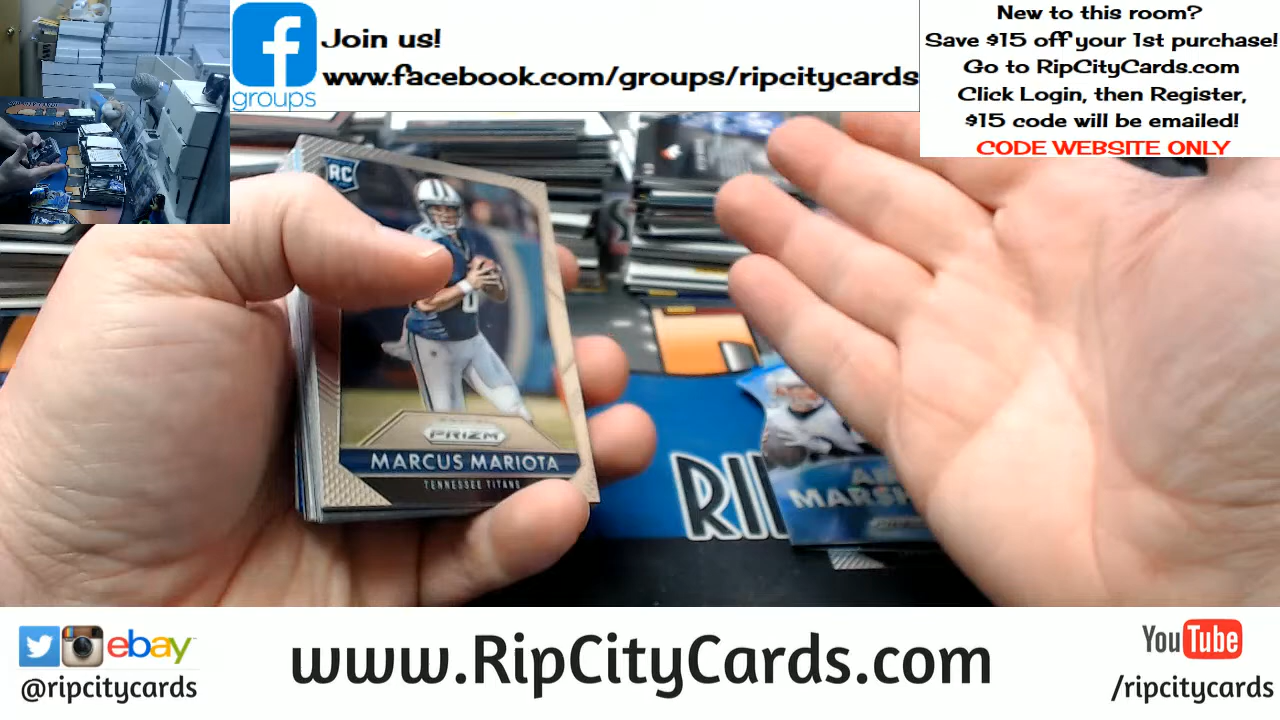 groups
Join us!
www.facebook.com/groups/ripcitycards
New to this room?
Save $15 off your 1st purchase!
Go to RipCityCards.com
Click Login, then Register,
$15 code will be emailed!
CODE WEBSITE ONLY
RC
PRIZM
MARCUS MARIOTA
TENNESSEE TITANS
ebay
@ripcitycards
www.RipCityCards.com
YouTube
/ripcitycards